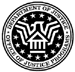 DEPARTMENT OF JUSTICE
OFFICE OF JUSTICE PROGRAMS